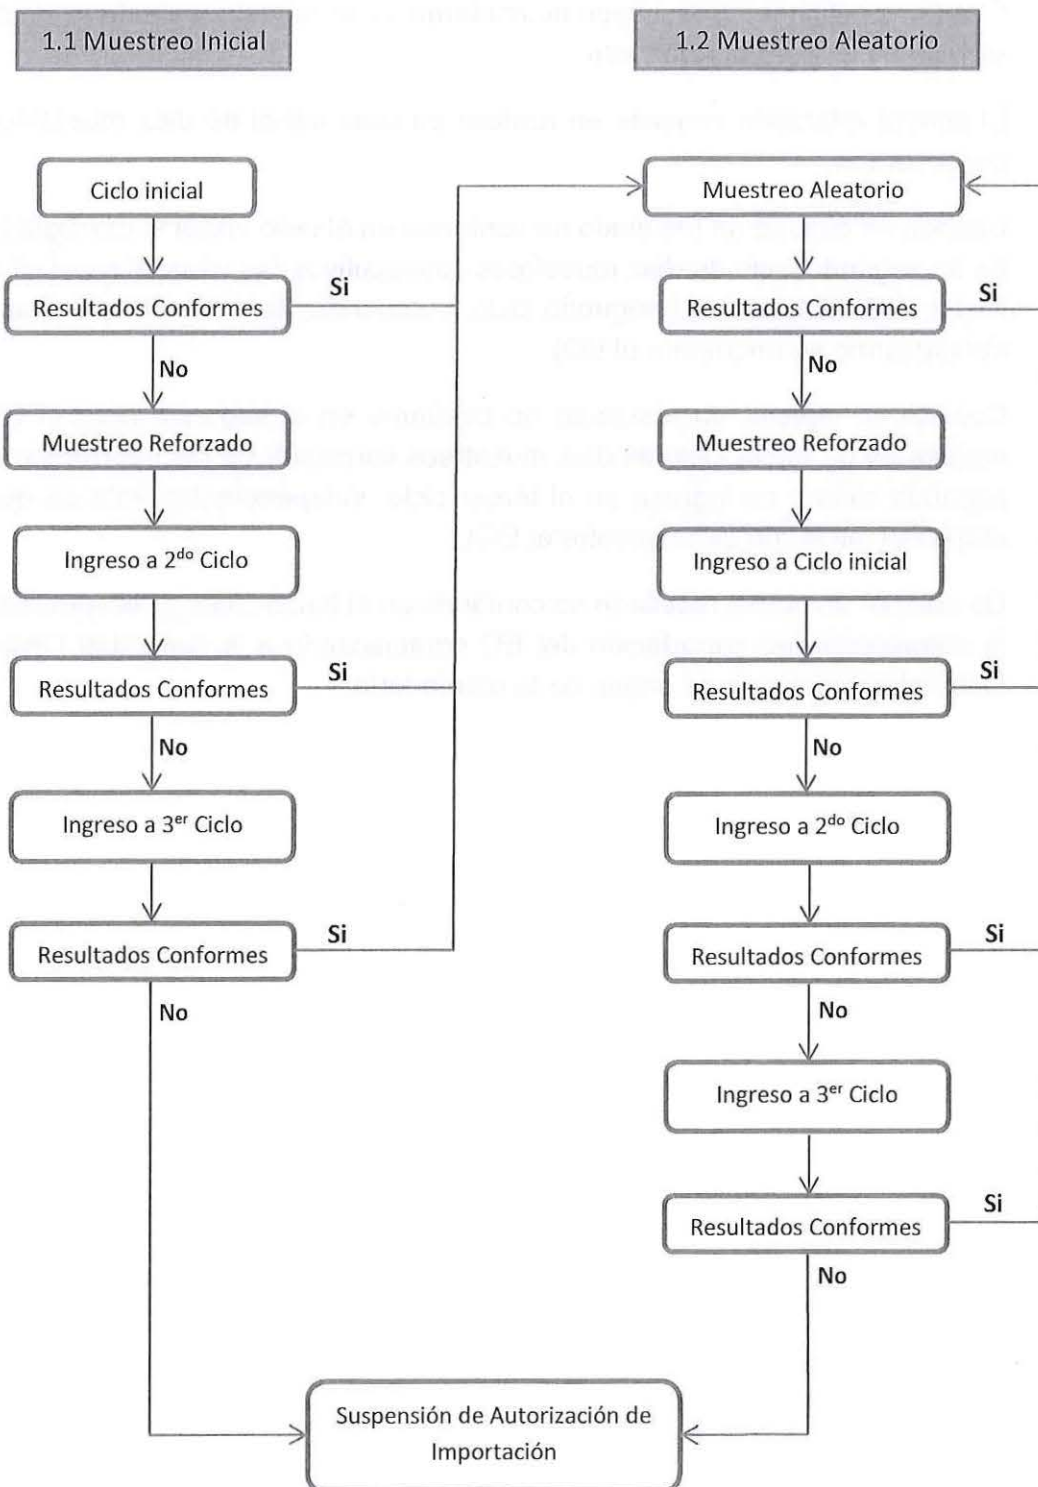 1.1 Muestreo Inicial
Ciclo inicial
Resultados Conformes
Si
No
Muestreo Reforzado
Ingreso a 2do Ciclo
Resultados Conformes
Si
No
Ingreso a 3er Ciclo
Resultados Conformes
Si
No
1.2 Muestreo Aleatorio
Muestreo Aleatorio
Resultados Conformes
Si
No
Muestreo Reforzado
Ingreso a Ciclo inicial
Resultados Conformes
Si
No
Ingreso a 2do Ciclo
Resultados Conformes
Si
No
Ingreso a 3er Ciclo
Resultados Conformes
Si
No
Suspensión de Autorización de
Importación